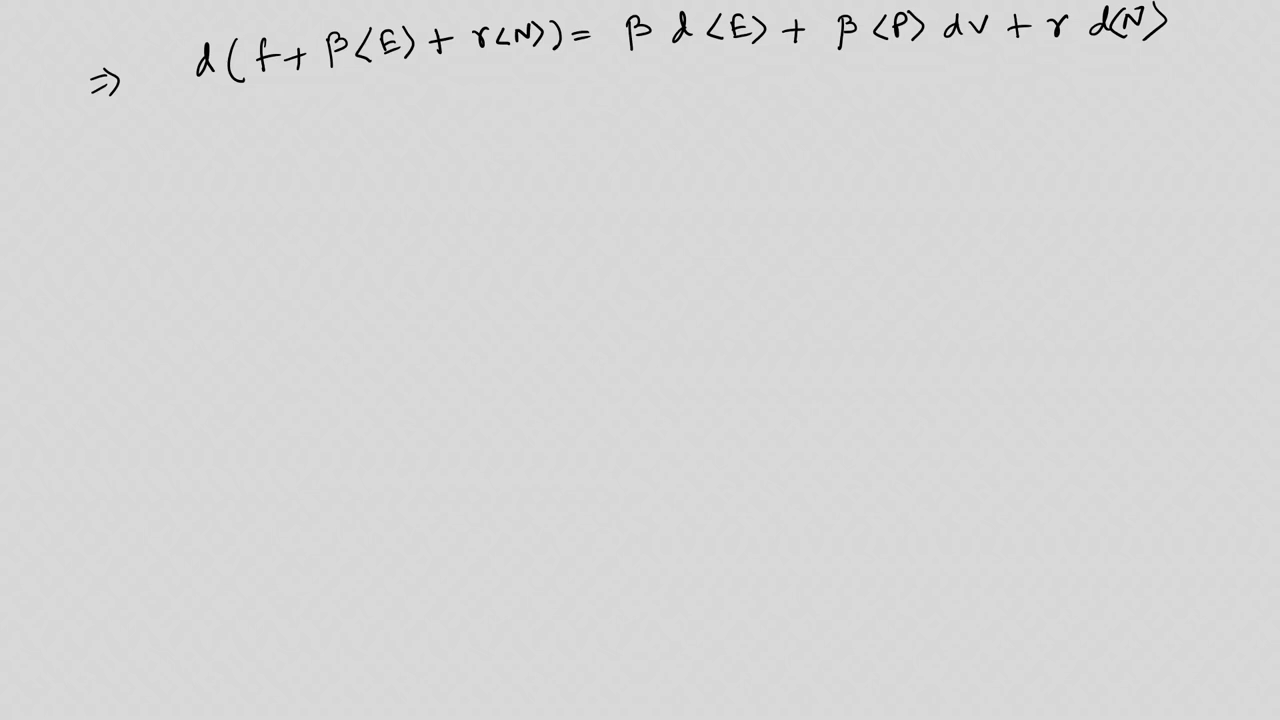 ⇒ d(f + β⟨E⟩ + γ⟨N⟩) = β d⟨E⟩ + β⟨P⟩ dV + γ d⟨N⟩